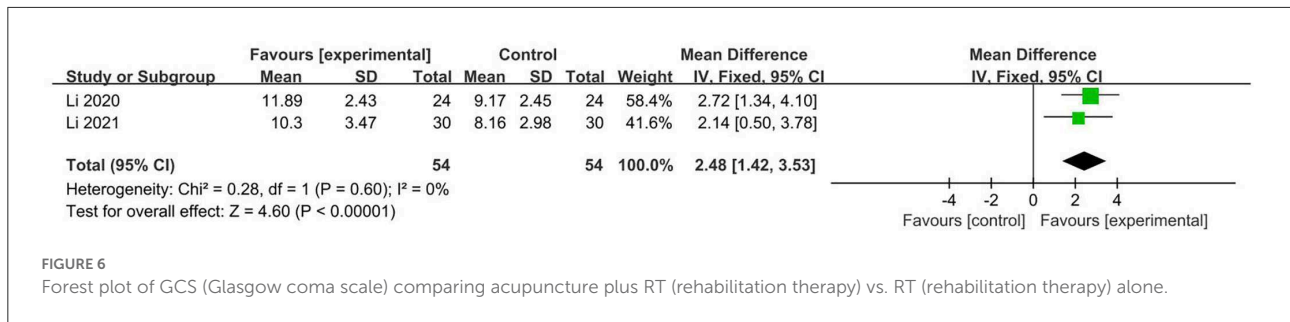 Favours [experimental] Control Mean Difference Mean Difference
Study or Subgroup Mean SD Total Mean SD Total Weight IV, Fixed, 95% CI IV, Fixed, 95% CI
Li 2020 11.89 2.43 24 9.17 2.45 24 58.4% 2.72 [1.34, 4.10]
Li 2021 10.3 3.47 30 8.16 2.98 30 41.6% 2.14 [0.50, 3.78]
Total (95% CI) 54 54 100.0% 2.48 [1.42, 3.53]
Heterogeneity: Chi² = 0.28, df = 1 (P = 0.60); I² = 0%
Test for overall effect: Z = 4.60 (P < 0.00001)
-4 -2 0 2 4
Favours [control] Favours [experimental]
FIGURE 6
Forest plot of GCS (Glasgow coma scale) comparing acupuncture plus RT (rehabilitation therapy) vs. RT (rehabilitation therapy) alone.